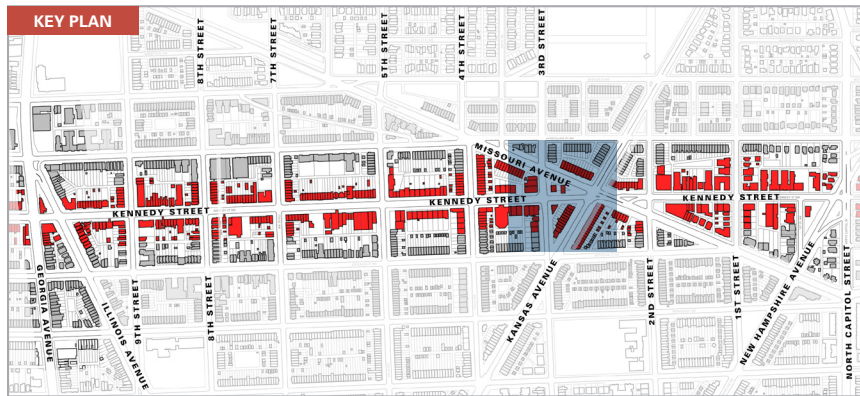 KEY PLAN
8TH STREET
7TH STREET
5TH STREET
4TH STREET
3RD STREET
MISSOURI AVENUE
KENNEDY STREET
KENNEDY STREET
KENNEDY STREET
GEORGIA AVENUE
ILLINOIS AVENUE
9TH STREET
8TH STREET
KANSAS AVENUE
2ND STREET
1ST STREET
NEW HAMPSHIRE AVENUE
NORTH CAPITOL STREET